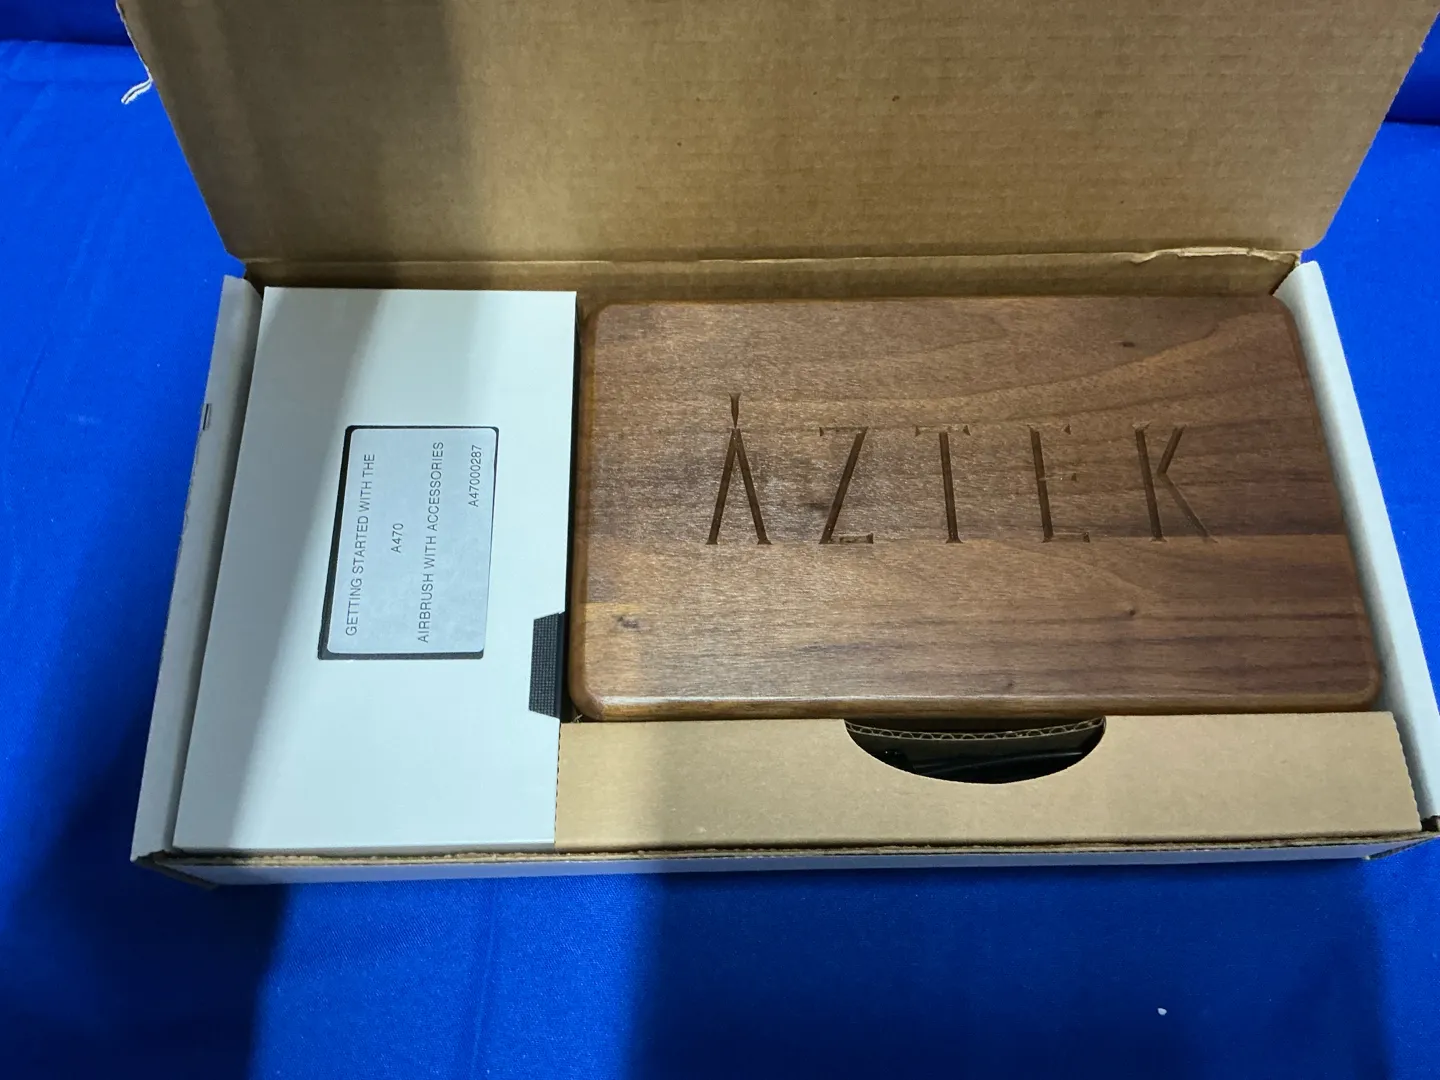 GETTING STARTED WITH THE
A470
AIRBRUSH WITH ACCESSORIES
A47000287
AZTEK